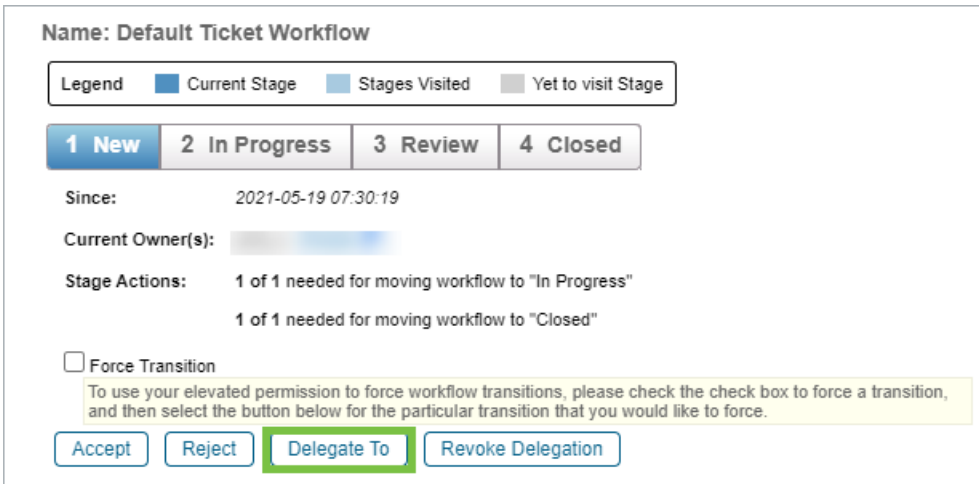 Name: Default Ticket Workflow
Legend Current Stage Stages Visited Yet to visit Stage
1 New 2 In Progress 3 Review 4 Closed
Since: 2021-05-19 07:30:19
Current Owner(s):
Stage Actions: 1 of 1 needed for moving workflow to "In Progress"
1 of 1 needed for moving workflow to "Closed"
Force Transition
To use your elevated permission to force workflow transitions, please check the check box to force a transition,
and then select the button below for the particular transition that you would like to force.
Accept Reject Delegate To Revoke Delegation